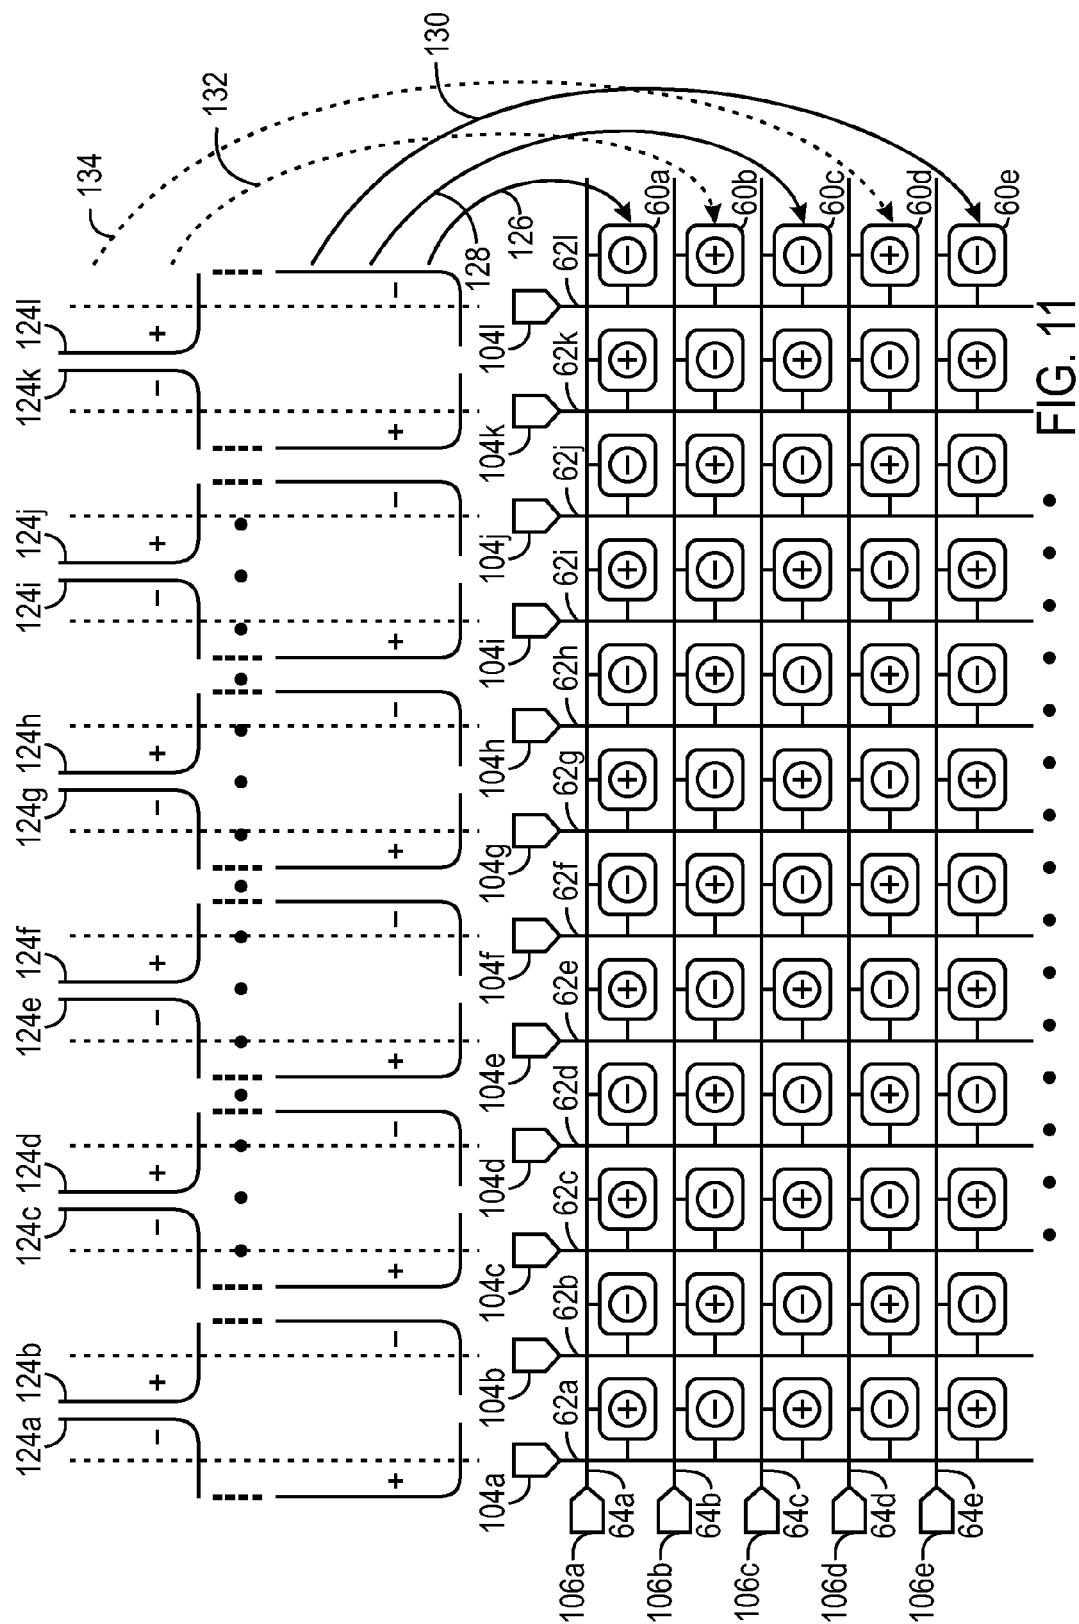 124a 124b 124c 124d 124e 124f 124g 124h 124i 124j 124k 124l 134
− + − + − + − + − + − +
132
+ − + − + − + − + − + −
130
128
104a 104b 104c 104d 104e 104f 104g 104h 104i 104j 104k 104l 126
62a 62b 62c 62d 62e 62f 62g 62h 62i 62j 62k 62l
106a 64a + − + − + − + − + − + − 60a
106b 64b − + − + − + − + − + − + 60b
106c 64c + − + − + − + − + − + − 60c
106d 64d − + − + − + − + − + − + 60d
106e 64e + − + − + − + − + − + − 60e
FIG. 11